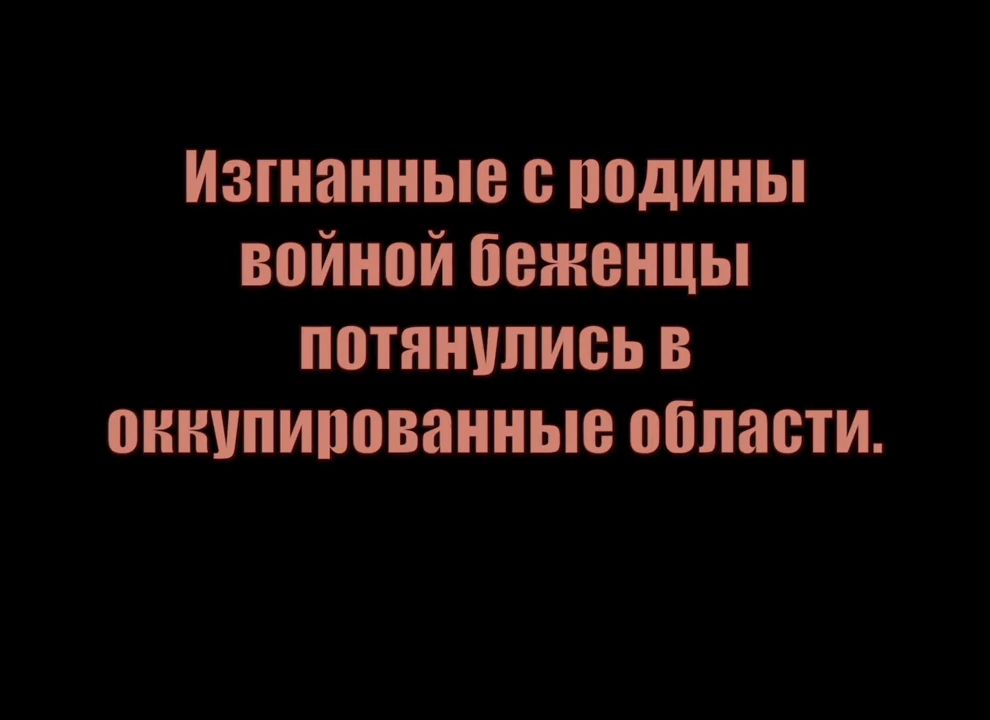 Изгнанные с родины
войной беженцы
потянулись в
оккупированные области.